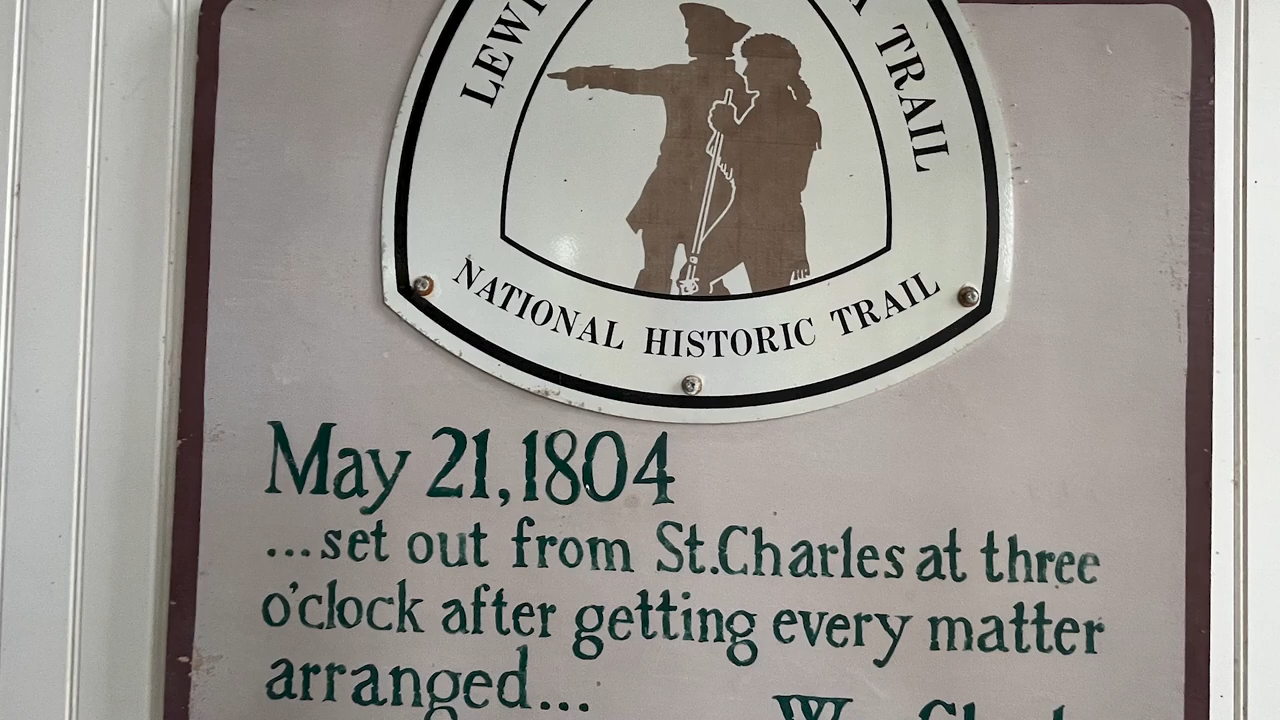 LEWI
TRAIL
NATIONAL HISTORIC TRAIL
May 21, 1804
...set out from St. Charles at three
o'clock after getting every matter
arranged...